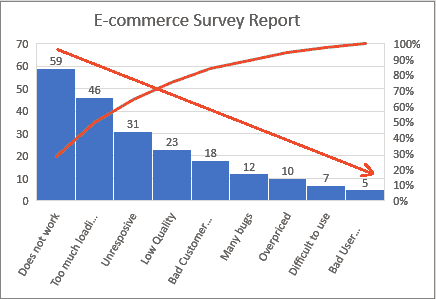 E-commerce Survey Report
70
60
50
40
30
20
10
0
100%
90%
80%
70%
60%
50%
40%
30%
20%
10%
0%
59
46
31
23
18
12
10
7
5
Does not work
Too much loadi...
Unresposive
Low Quality
Bad Customer...
Many bugs
Overpriced
Difficult to use
Bad User...